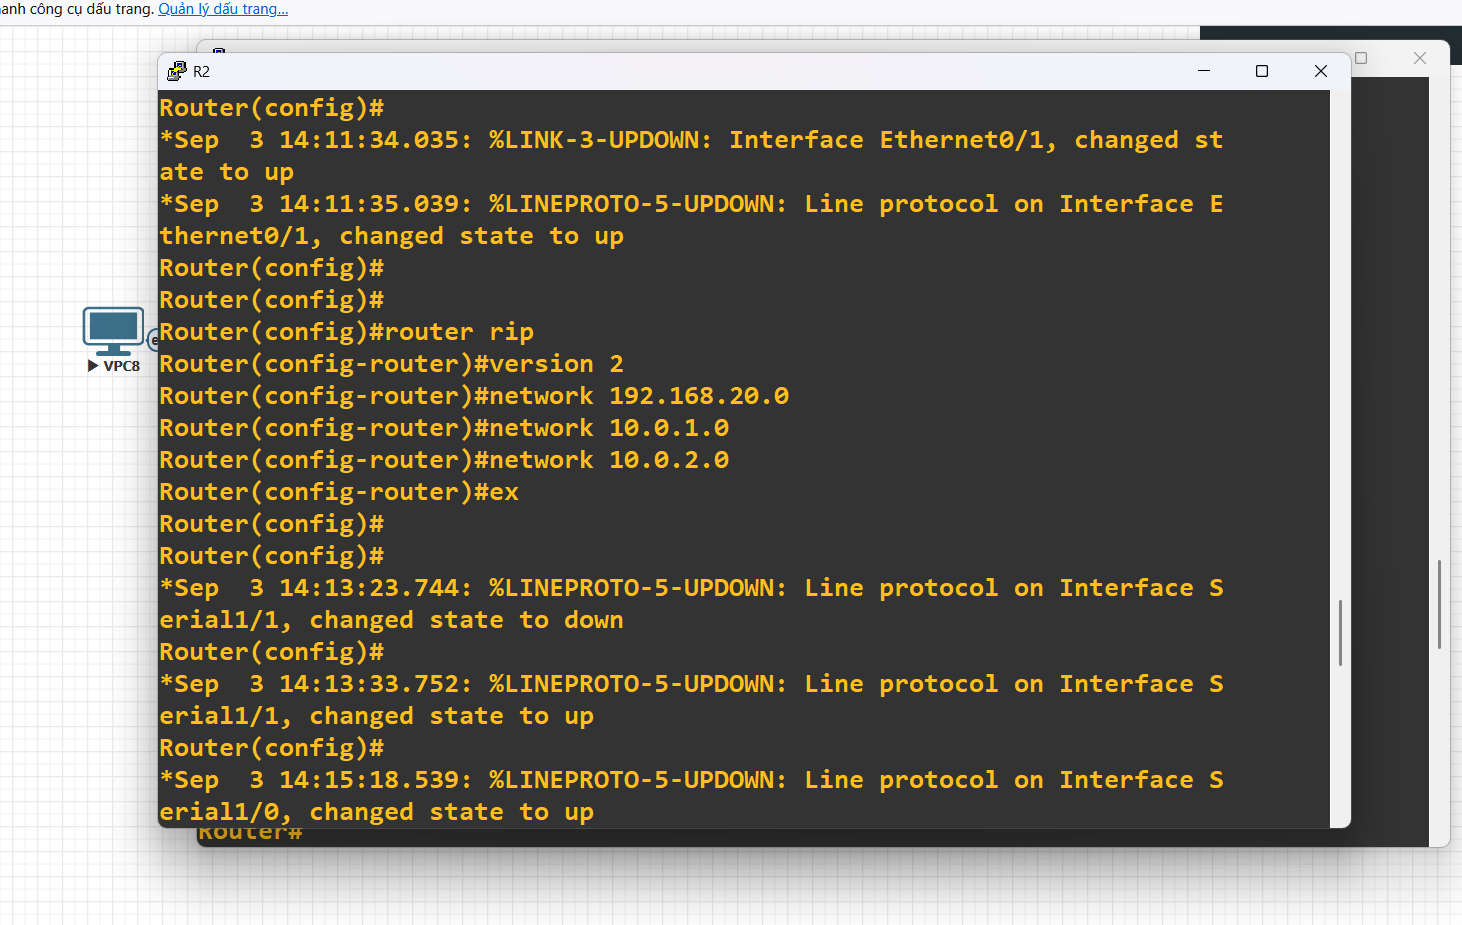 anh công cụ dấu trang. Quản lý dấu trang...
R2
Router(config)#
*Sep  3 14:11:34.035: %LINK-3-UPDOWN: Interface Ethernet0/1, changed st
ate to up
*Sep  3 14:11:35.039: %LINEPROTO-5-UPDOWN: Line protocol on Interface E
thernet0/1, changed state to up
Router(config)#
Router(config)#
Router(config)#router rip
Router(config-router)#version 2
Router(config-router)#network 192.168.20.0
Router(config-router)#network 10.0.1.0
Router(config-router)#network 10.0.2.0
Router(config-router)#ex
Router(config)#
Router(config)#
*Sep  3 14:13:23.744: %LINEPROTO-5-UPDOWN: Line protocol on Interface S
erial1/1, changed state to down
Router(config)#
*Sep  3 14:13:33.752: %LINEPROTO-5-UPDOWN: Line protocol on Interface S
erial1/1, changed state to up
Router(config)#
*Sep  3 14:15:18.539: %LINEPROTO-5-UPDOWN: Line protocol on Interface S
erial1/0, changed state to up
Router#
e
VPC8